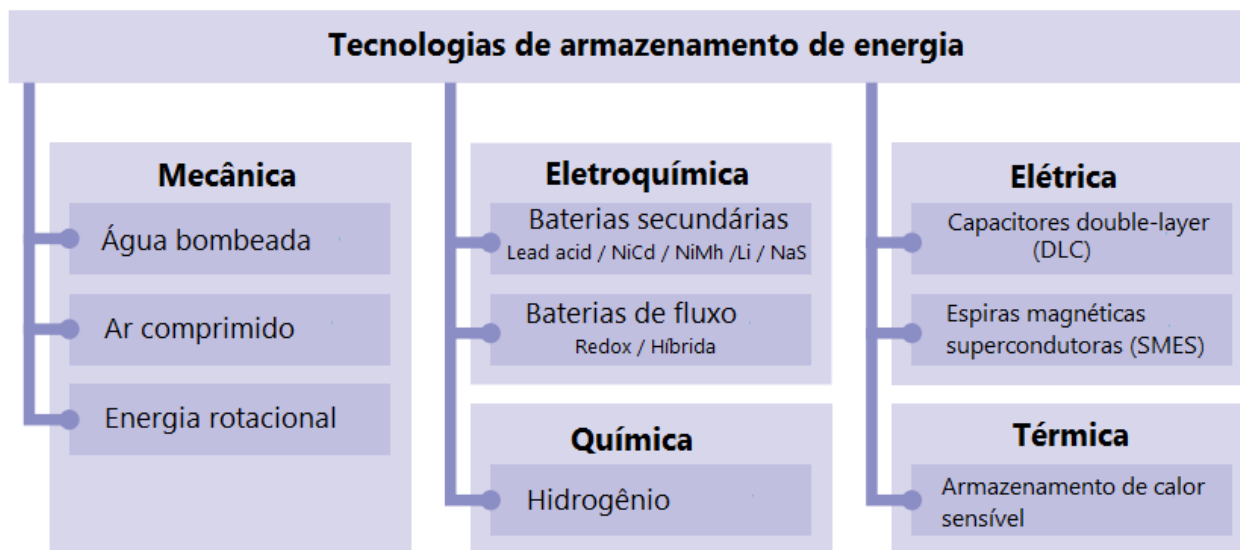 Tecnologias de armazenamento de energia
Mecânica
Água bombeada
Ar comprimido
Energia rotacional
Eletroquímica
Baterias secundárias
Lead acid / NiCd / NiMh /Li / NaS
Baterias de fluxo
Redox / Híbrida
Química
Hidrogênio
Elétrica
Capacitores double-layer
(DLC)
Espiras magnéticas
supercondutoras (SMES)
Térmica
Armazenamento de calor
sensível